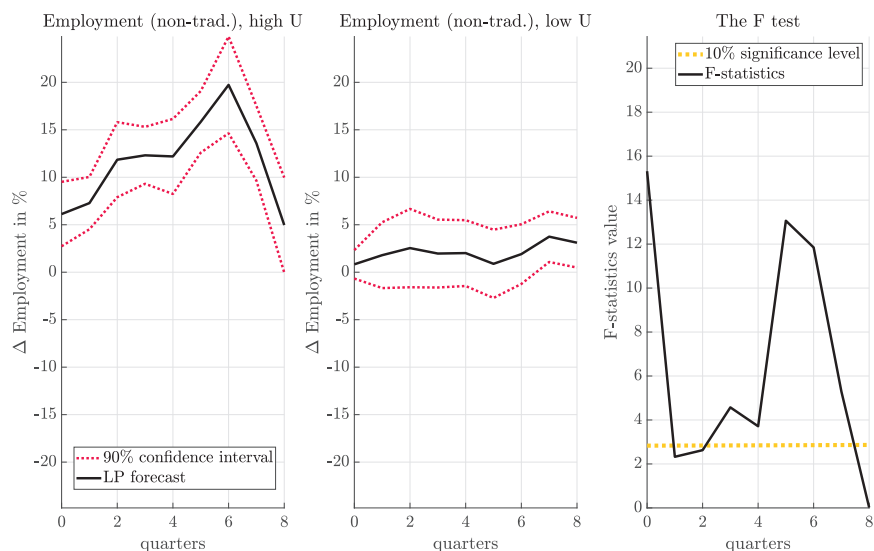 Employment (non-trad.), high U
Δ Employment in %
20
15
10
5
0
-5
-10
-15
-20
90% confidence interval
LP forecast
0 2 4 6 8
quarters
Employment (non-trad.), low U
Δ Employment in %
20
15
10
5
0
-5
-10
-15
-20
0 2 4 6 8
quarters
The F test
10% significance level
F-statistics
F-statistics value
20
18
16
14
12
10
8
6
4
2
0
0 2 4 6 8
quarters